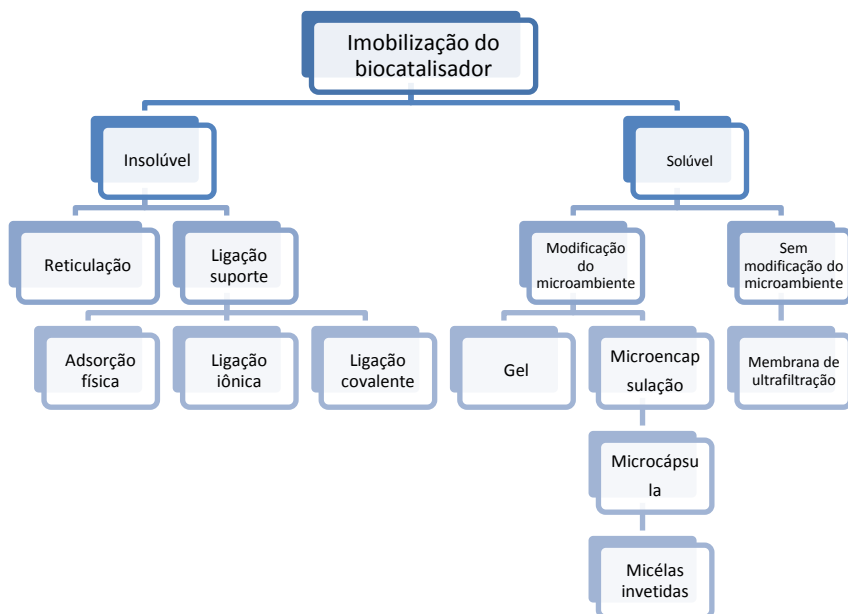 Imobilização do
biocatalisador
Insolúvel
Solúvel
Reticulação
Ligação
suporte
Modificação
do
microambiente
Sem
modificação do
microambiente
Adsorção
física
Ligação
iônica
Ligação
covalente
Gel
Microencap
sulação
Membrana de
ultrafiltração
Microcápsu
la
Micélas
invetidas